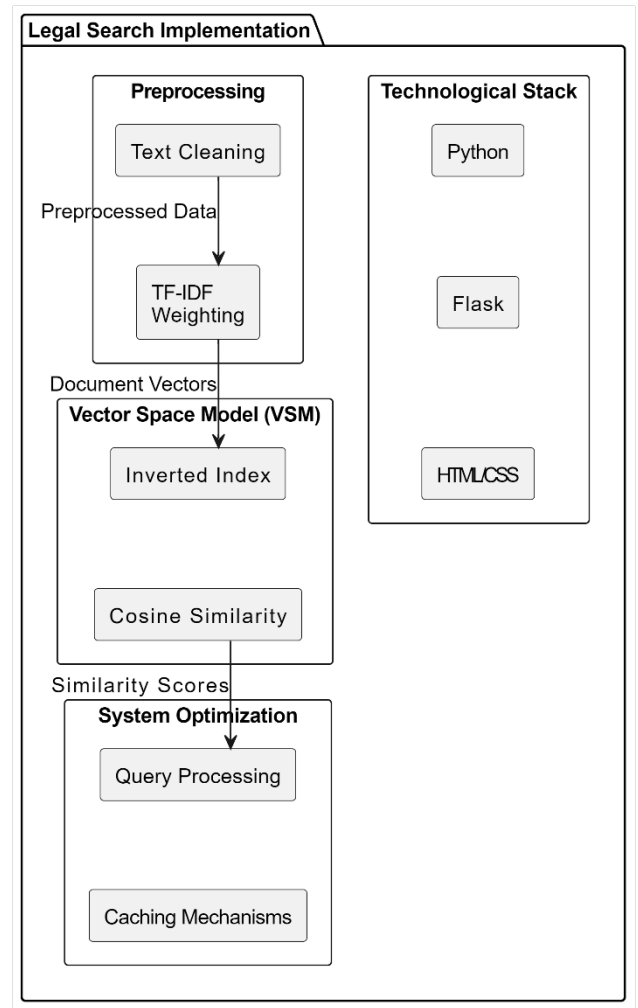 Legal Search Implementation
Preprocessing
Text Cleaning
Preprocessed Data
TF-IDF
Weighting
Document Vectors
Vector Space Model (VSM)
Inverted Index
Cosine Similarity
Similarity Scores
System Optimization
Query Processing
Caching Mechanisms
Technological Stack
Python
Flask
HTML/CSS